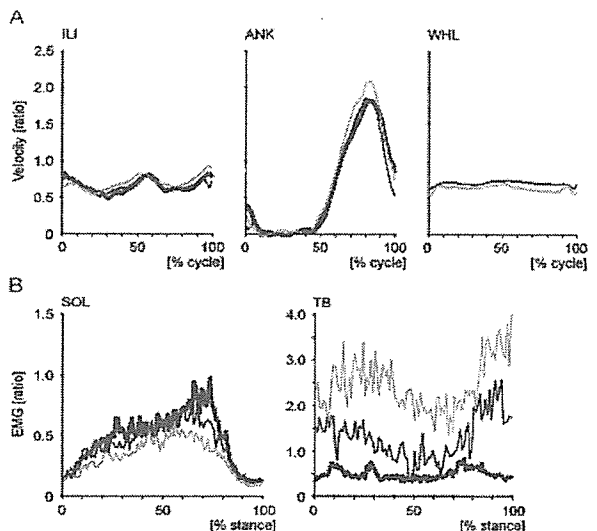 A
ILI ANK WHL
2.5
2.0
1.5
1.0
0.5
0
Velocity [ratio]
0 50 100 0 50 100 0 50 100
[% cycle] [% cycle] [% cycle]
B
SOL TB
1.5 4.0
1.0 3.0
2.0
0.5 1.0
0 0
EMG [ratio]
0 50 100 0 50 100
[% stance] [% stance]